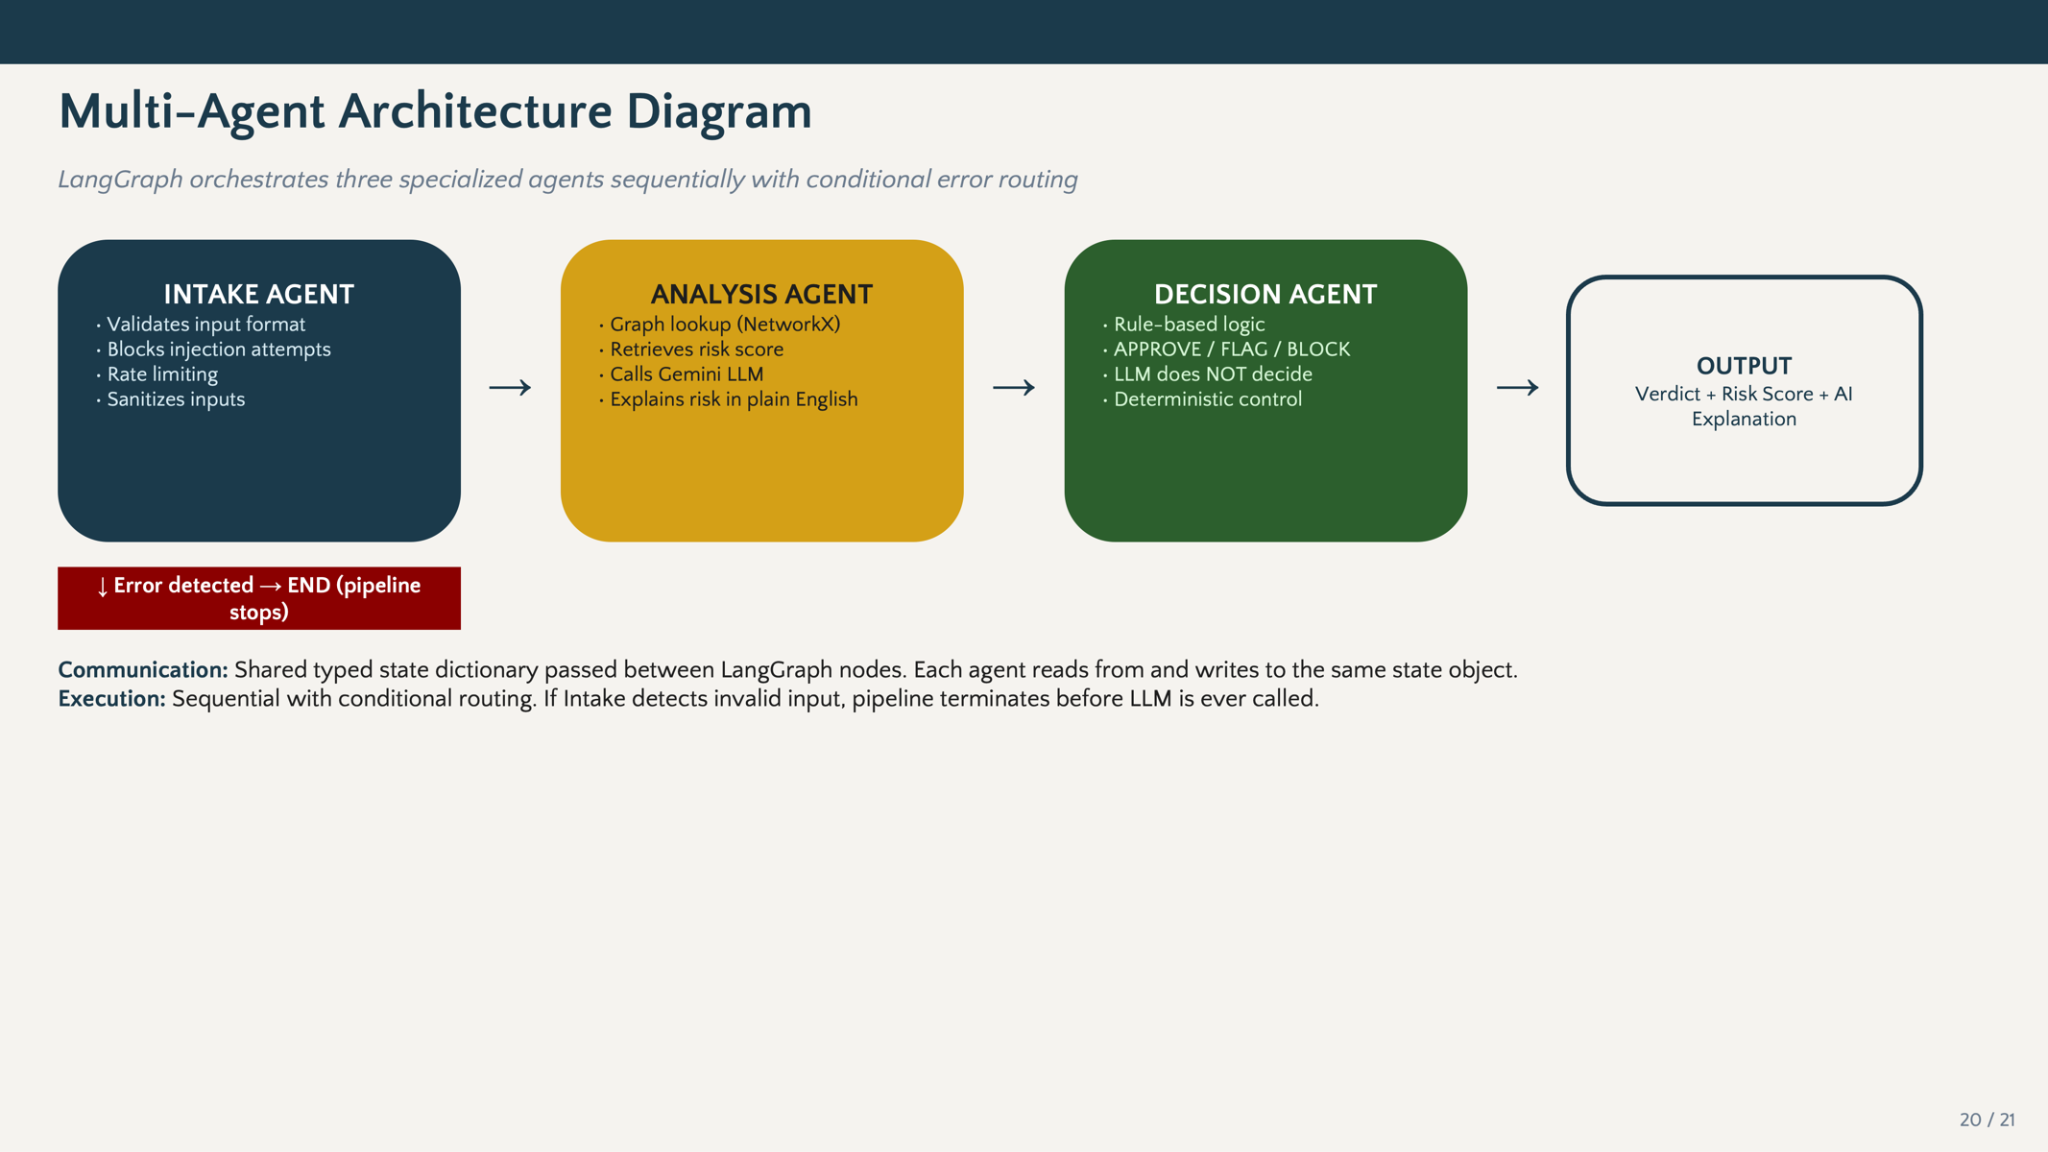 Multi-Agent Architecture Diagram
LangGraph orchestrates three specialized agents sequentially with conditional error routing
INTAKE AGENT
· Validates input format
· Blocks injection attempts
· Rate limiting
· Sanitizes inputs
→
ANALYSIS AGENT
· Graph lookup (NetworkX)
· Retrieves risk score
· Calls Gemini LLM
· Explains risk in plain English
→
DECISION AGENT
· Rule-based logic
· APPROVE / FLAG / BLOCK
· LLM does NOT decide
· Deterministic control
→
OUTPUT
Verdict + Risk Score + AI
Explanation
↓ Error detected → END (pipeline
stops)
Communication: Shared typed state dictionary passed between LangGraph nodes. Each agent reads from and writes to the same state object.
Execution: Sequential with conditional routing. If Intake detects invalid input, pipeline terminates before LLM is ever called.
20 / 21